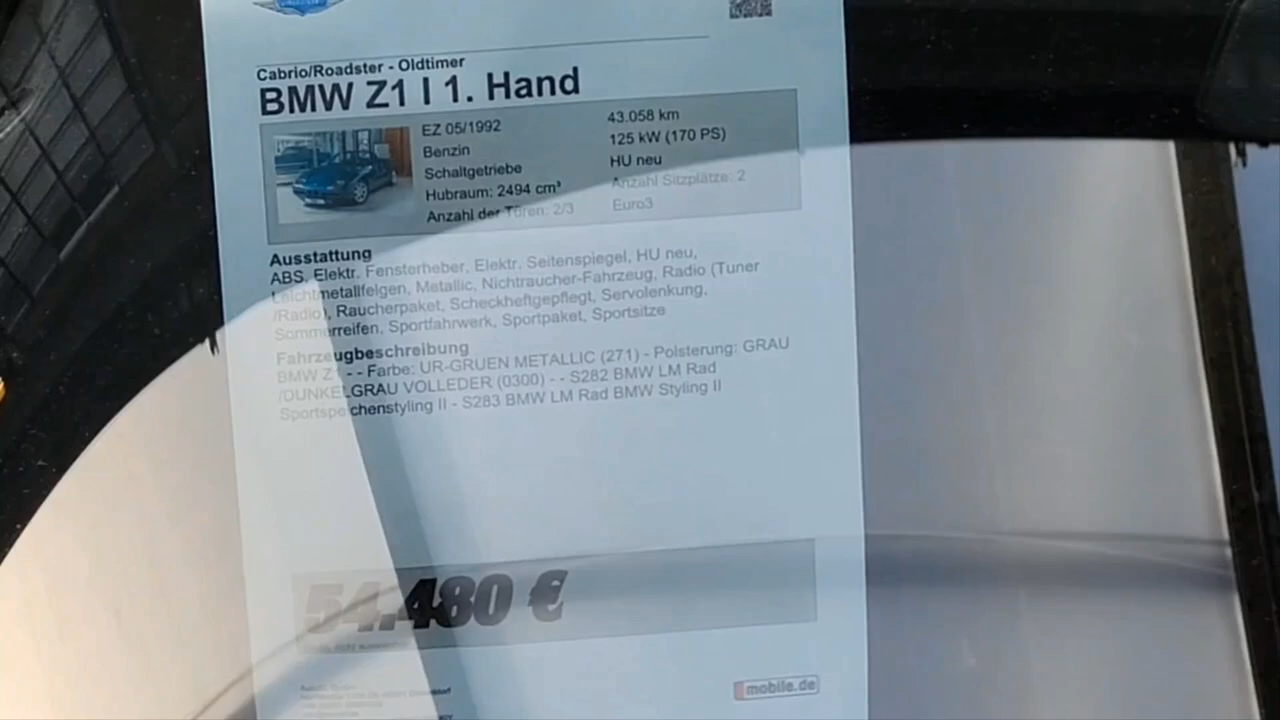 Cabrio/Roadster - Oldtimer
BMW Z1 I 1. Hand
EZ 05/1992
Benzin
Schaltgetriebe
Hubraum: 2494 cm³
Anzahl der Türen: 2/3
43.058 km
125 kW (170 PS)
HU neu
Anzahl Sitzplätze: 2
Euro3
Ausstattung
ABS, Elektr. Fensterheber, Elektr. Seitenspiegel, HU neu,
Leichtmetallfelgen, Metallic, Nichtraucher-Fahrzeug, Radio (Tuner
/Radio), Raucherpaket, Scheckheftgepflegt, Servolenkung,
Sommerreifen, Sportfahrwerk, Sportpaket, Sportsitze
Fahrzeugbeschreibung
BMW Z1 - - Farbe: UR-GRUEN METALLIC (271) - Polsterung: GRAU
/DUNKELGRAU VOLLEDER (0300) - - S282 BMW LM Rad
Sportspeichenstyling II - S283 BMW LM Rad BMW Styling II
54.480 €
mobile.de